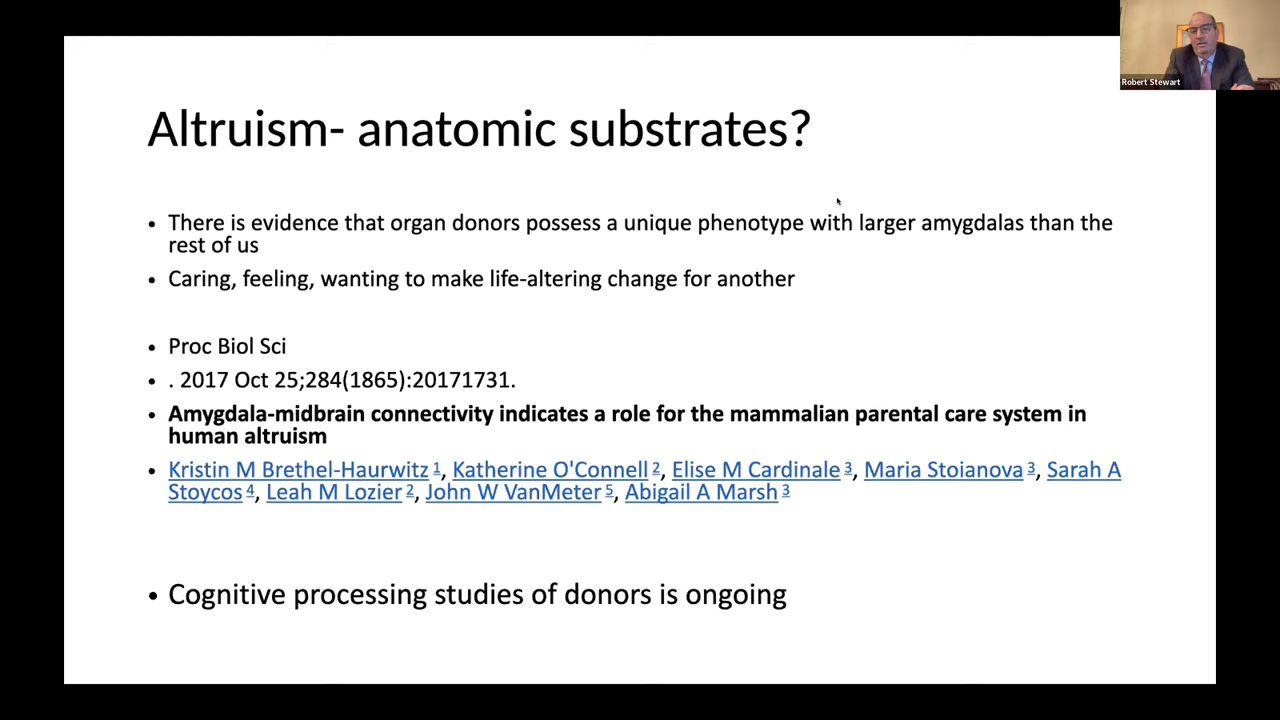 Robert Stewart
Altruism- anatomic substrates?
• There is evidence that organ donors possess a unique phenotype with larger amygdalas than the
rest of us
• Caring, feeling, wanting to make life-altering change for another
• Proc Biol Sci
• . 2017 Oct 25;284(1865):20171731.
• Amygdala-midbrain connectivity indicates a role for the mammalian parental care system in
human altruism
• Kristin M Brethel-Haurwitz 1, Katherine O'Connell 2, Elise M Cardinale 3, Maria Stoianova 3, Sarah A
Stoycos 4, Leah M Lozier 2, John W VanMeter 5, Abigail A Marsh 3
• Cognitive processing studies of donors is ongoing